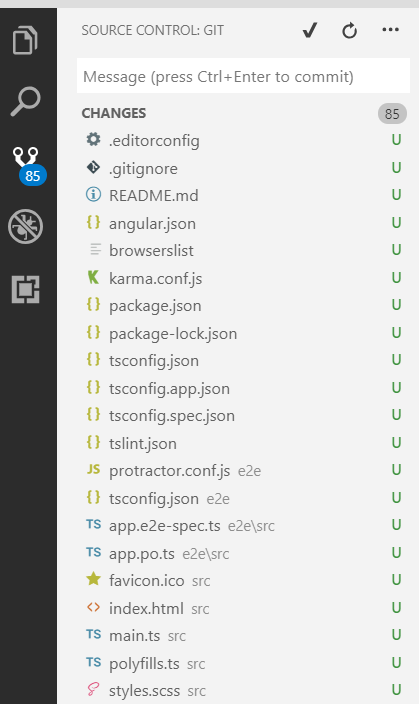 SOURCE CONTROL: GIT
Message (press Ctrl+Enter to commit)
CHANGES 85
.editorconfig U
.gitignore U
85
README.md U
angular.json U
browserslist U
karma.conf.js U
package.json U
package-lock.json U
tsconfig.json U
tsconfig.app.json U
tsconfig.spec.json U
tslint.json U
JS protractor.conf.js e2e U
tsconfig.json e2e U
TS app.e2e-spec.ts e2e\src U
TS app.po.ts e2e\src U
favicon.ico src U
index.html src U
TS main.ts src U
TS polyfills.ts src U
styles.scss src U